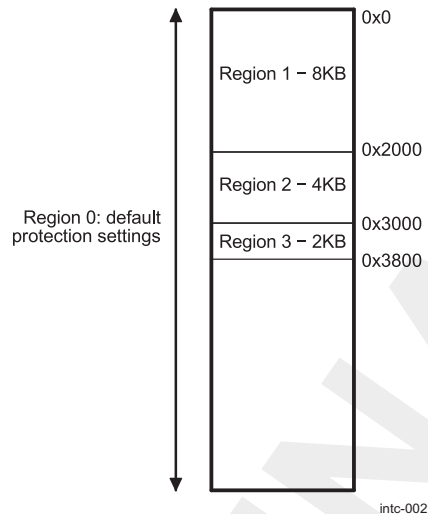 0x0
Region 1 − 8KB
0x2000
Region 2 − 4KB
Region 0: default
protection settings
0x3000
Region 3 − 2KB
0x3800
intc-002